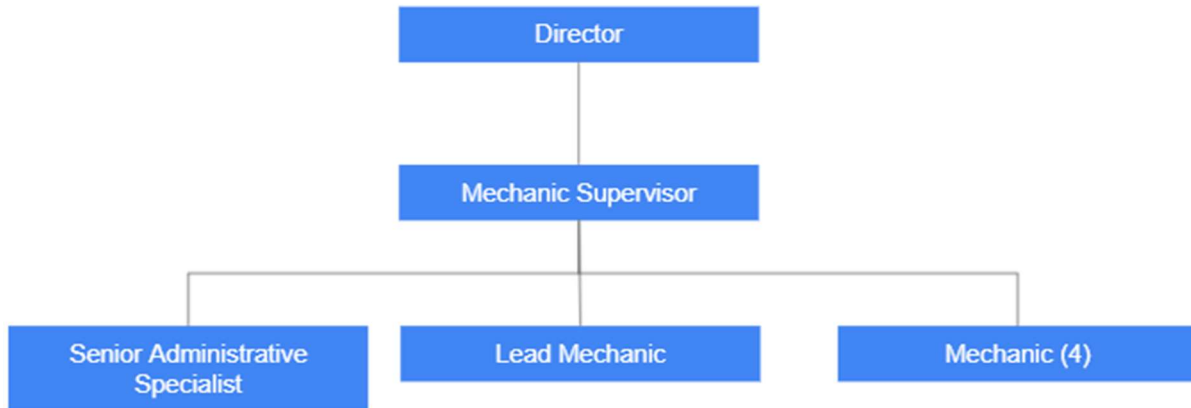 Director
Mechanic Supervisor
Senior Administrative
Specialist
Lead Mechanic
Mechanic (4)